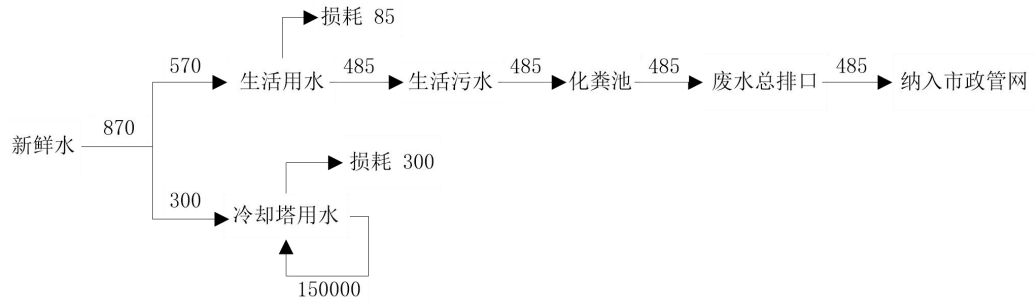 损耗 85
570
生活用水
485
生活污水
485
化粪池
485
废水总排口
485
纳入市政管网
新鲜水
870
损耗 300
300
冷却塔用水
150000